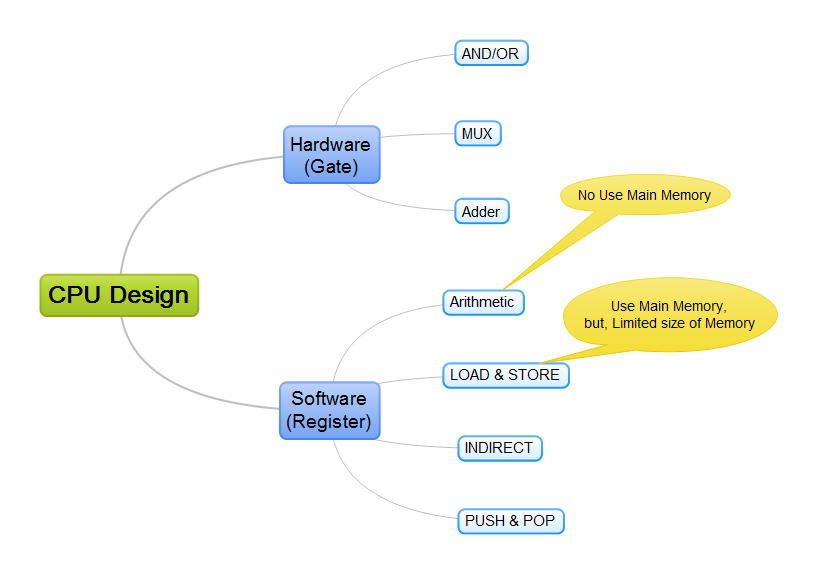 CPU Design
Hardware
(Gate)
AND/OR
MUX
Adder
Software
(Register)
Arithmetic
No Use Main Memory
LOAD & STORE
Use Main Memory,
but, Limited size of Memory
INDIRECT
PUSH & POP